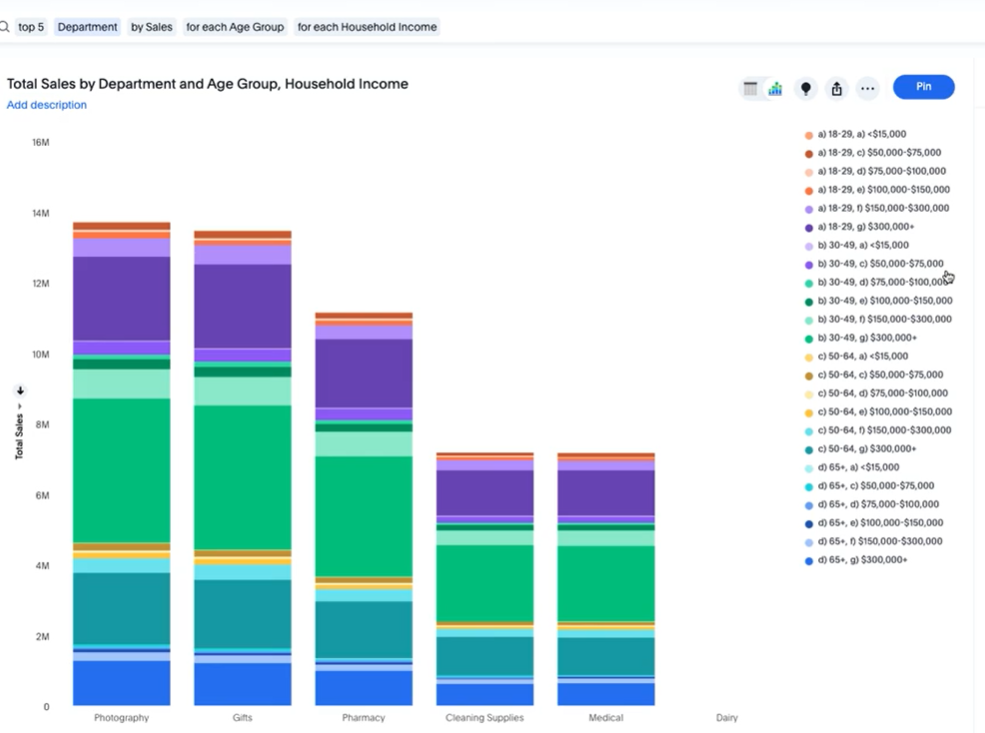 top 5 Department by Sales for each Age Group for each Household Income
Total Sales by Department and Age Group, Household Income
Add description
Pin
16M
14M
12M
10M
8M
6M
4M
2M
0
Total Sales
Photography Gifts Pharmacy Cleaning Supplies Medical Dairy
a) 18-29, a) <$15,000
a) 18-29, c) $50,000-$75,000
a) 18-29, d) $75,000-$100,000
a) 18-29, e) $100,000-$150,000
a) 18-29, f) $150,000-$300,000
a) 18-29, g) $300,000+
b) 30-49, a) <$15,000
b) 30-49, c) $50,000-$75,000
b) 30-49, d) $75,000-$100,000
b) 30-49, e) $100,000-$150,000
b) 30-49, f) $150,000-$300,000
b) 30-49, g) $300,000+
c) 50-64, a) <$15,000
c) 50-64, c) $50,000-$75,000
c) 50-64, d) $75,000-$100,000
c) 50-64, e) $100,000-$150,000
c) 50-64, f) $150,000-$300,000
c) 50-64, g) $300,000+
d) 65+, a) <$15,000
d) 65+, c) $50,000-$75,000
d) 65+, d) $75,000-$100,000
d) 65+, e) $100,000-$150,000
d) 65+, f) $150,000-$300,000
d) 65+, g) $300,000+